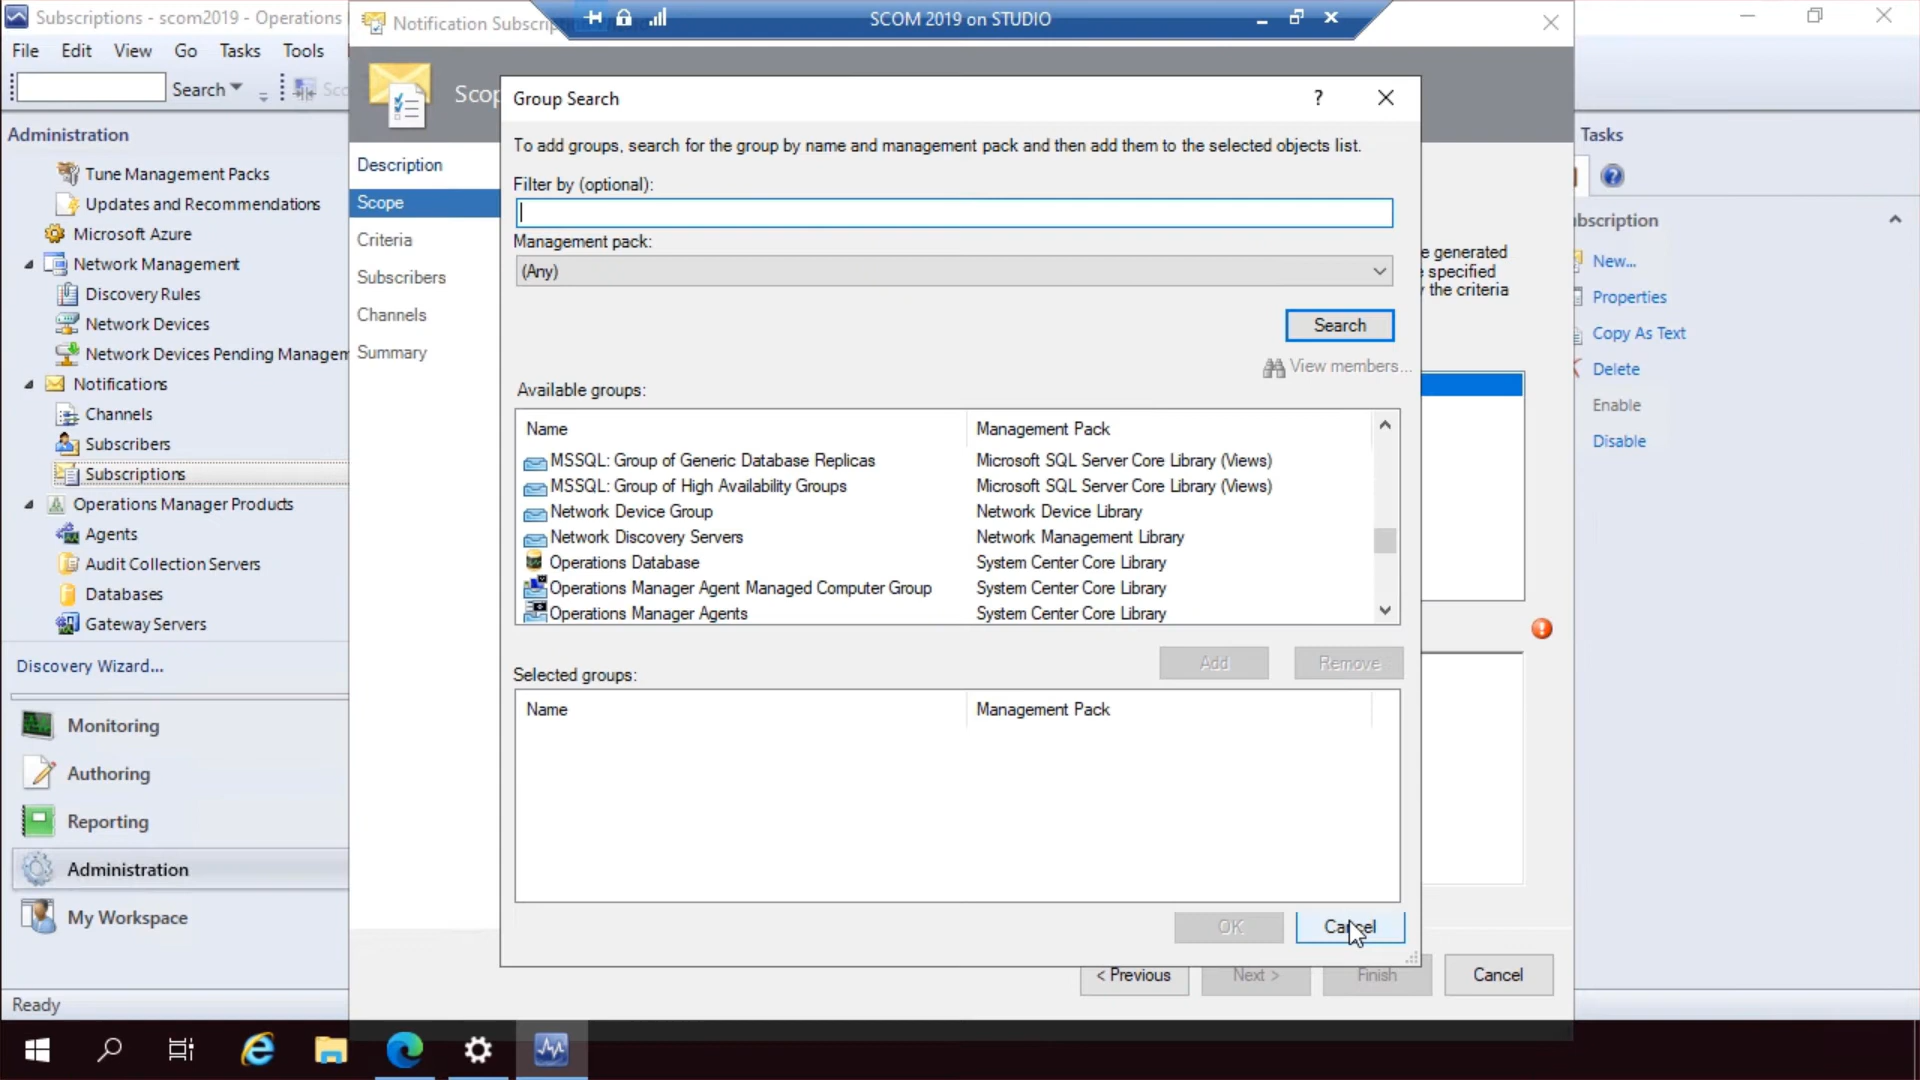 Subscriptions - scom2019 - Operations
Notification Subscrip
SCOM 2019 on STUDIO
File Edit View Go Tasks Tools
Search
Administration
Tune Management Packs
Updates and Recommendations
Microsoft Azure
Network Management
Discovery Rules
Network Devices
Network Devices Pending Managem
Notifications
Channels
Subscribers
Subscriptions
Operations Manager Products
Agents
Audit Collection Servers
Databases
Gateway Servers
Discovery Wizard...
Monitoring
Authoring
Reporting
Administration
My Workspace
Ready
Scop
Description
Scope
Criteria
Subscribers
Channels
Summary
Group Search
?
To add groups, search for the group by name and management pack and then add them to the selected objects list.
Filter by (optional):
Management pack:
(Any)
Search
View members...
Available groups:
Name Management Pack
MSSQL: Group of Generic Database Replicas Microsoft SQL Server Core Library (Views)
MSSQL: Group of High Availability Groups Microsoft SQL Server Core Library (Views)
Network Device Group Network Device Library
Network Discovery Servers Network Management Library
Operations Database System Center Core Library
Operations Manager Agent Managed Computer Group System Center Core Library
Operations Manager Agents System Center Core Library
Add Remove
Selected groups:
Name Management Pack
OK Cancel
e generated
specified
the criteria
< Previous Next > Finish Cancel
Tasks
bscription
New...
Properties
Copy As Text
Delete
Enable
Disable